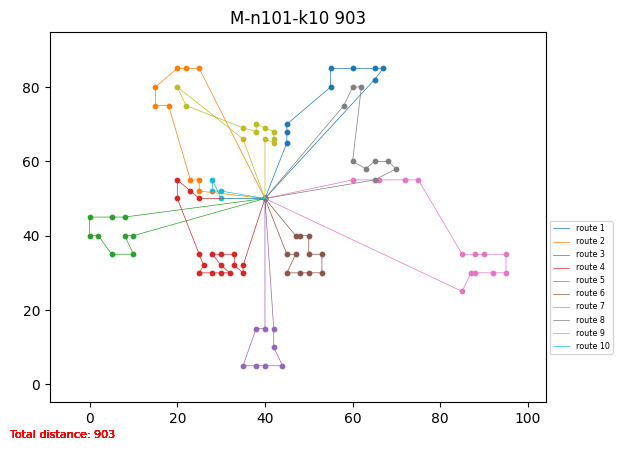 M-n101-k10 903
80
60
40
20
0
0 20 40 60 80 100
route 1
route 2
route 3
route 4
route 5
route 6
route 7
route 8
route 9
route 10
Total distance: 903